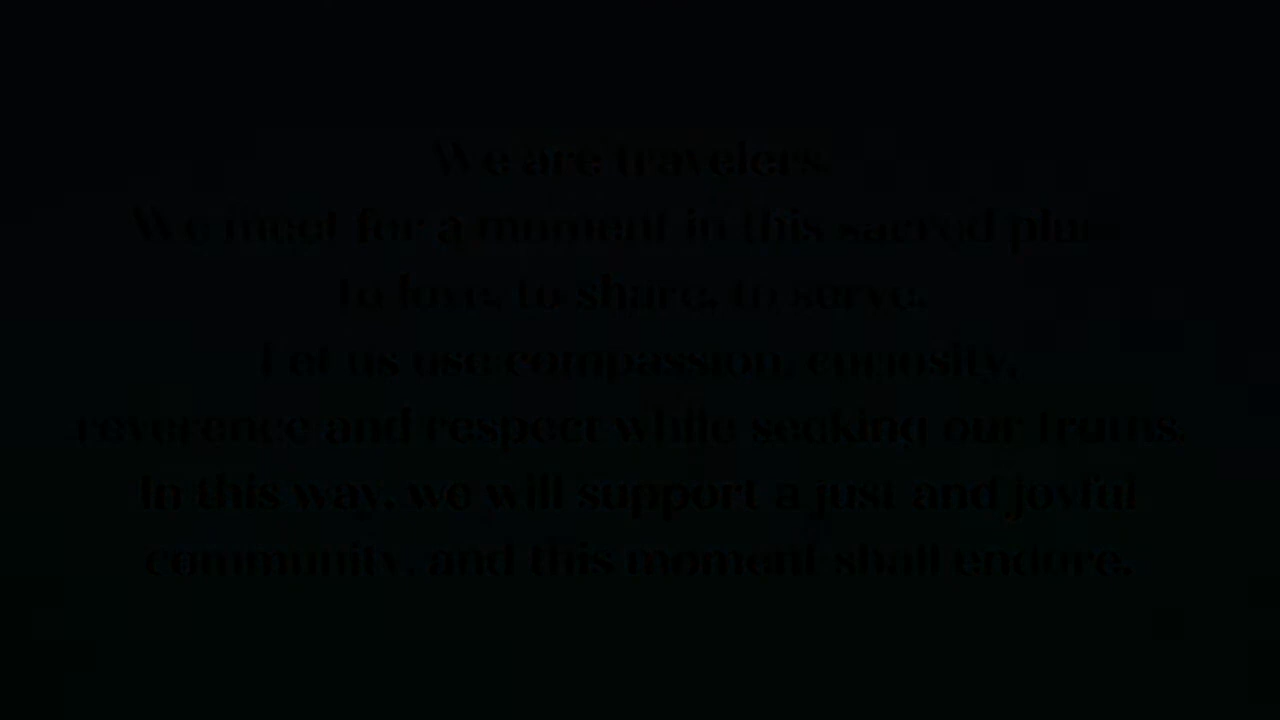 We are travelers.
We meet for a moment in this sacred place
to love, to share, to serve.
Let us use compassion, curiosity,
reverence and respect while seeking our truths.
In this way, we will support a just and joyful
community, and this moment shall endure.